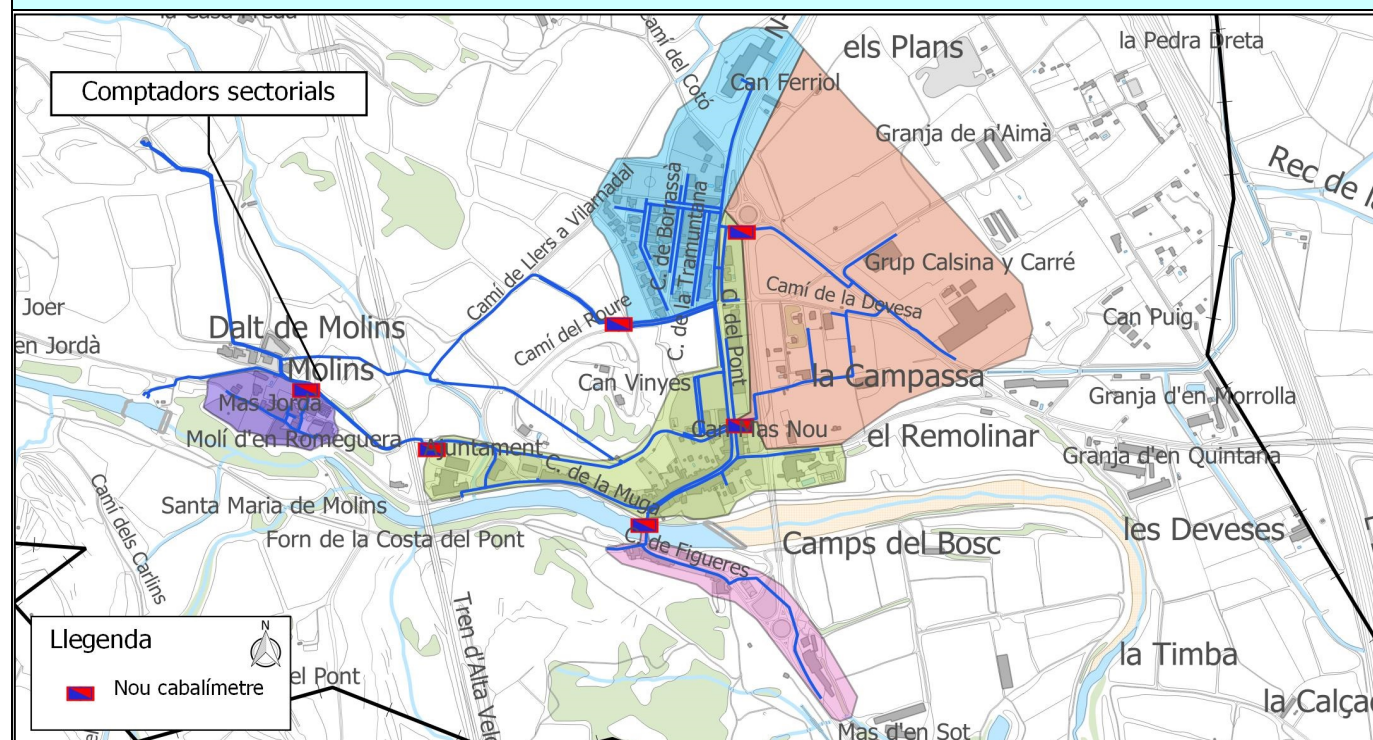 Camí del Cotó
N-
els Plans
la Pedra Dreta
Comptadors sectorials
Can Ferriol
Granja de n'Aimà
Rec de la
Camí de Llers a Vilarnadal
C. de Borrassà
C. de la Tramuntana
Grup Calsina y Carré
Camí de la Devesa
Joer
Dalt de Molins
en Jordà
Molins
Camí del Roure
C. del Pont
Can Puig
Can Vinyes
la Campassa
Granja d'en Morrolla
Mas Jordà
Molí d'en Romeguera
Ajuntament
Can Mas Nou
el Remolinar
Granja d'en Quintana
C. de la Muga
Santa Maria de Molins
Camí dels Carlins
Forn de la Costa del Pont
C. de Figueres
Camps del Bosc
les Deveses
Tren d'Alta Velo
Llegenda
N
Nou cabalímetre
el Pont
la Timba
la Calça
Mas d'en Sot